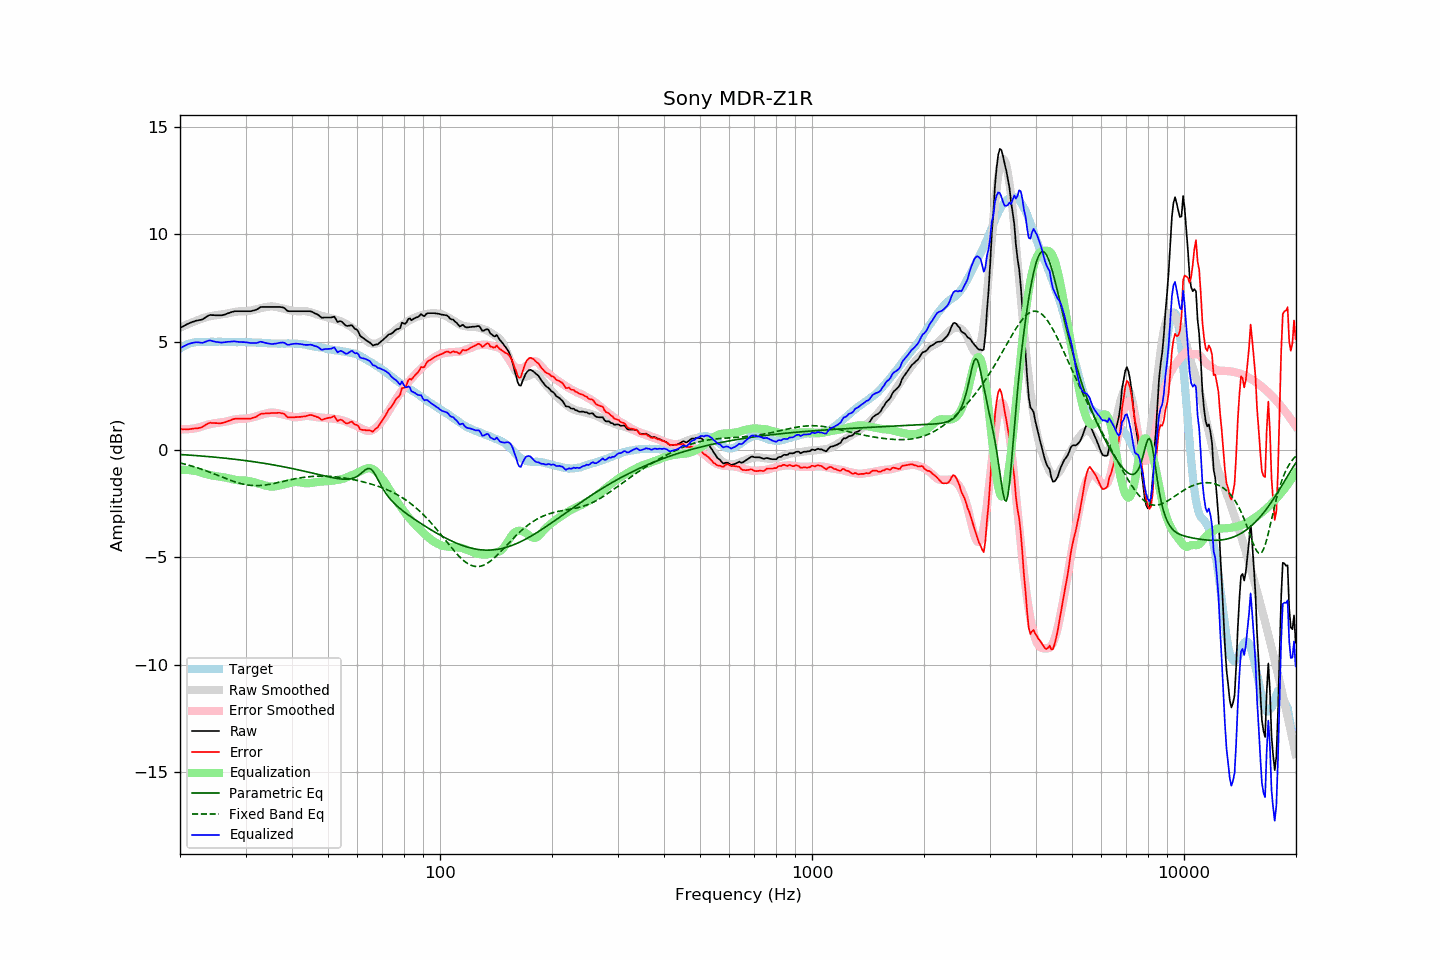 Sony MDR-Z1R
15
10
5
0
−5
−10
−15
Amplitude (dBr)
Target
Raw Smoothed
Error Smoothed
Raw
Error
Equalization
Parametric Eq
Fixed Band Eq
Equalized
100
1000
10000
Frequency (Hz)